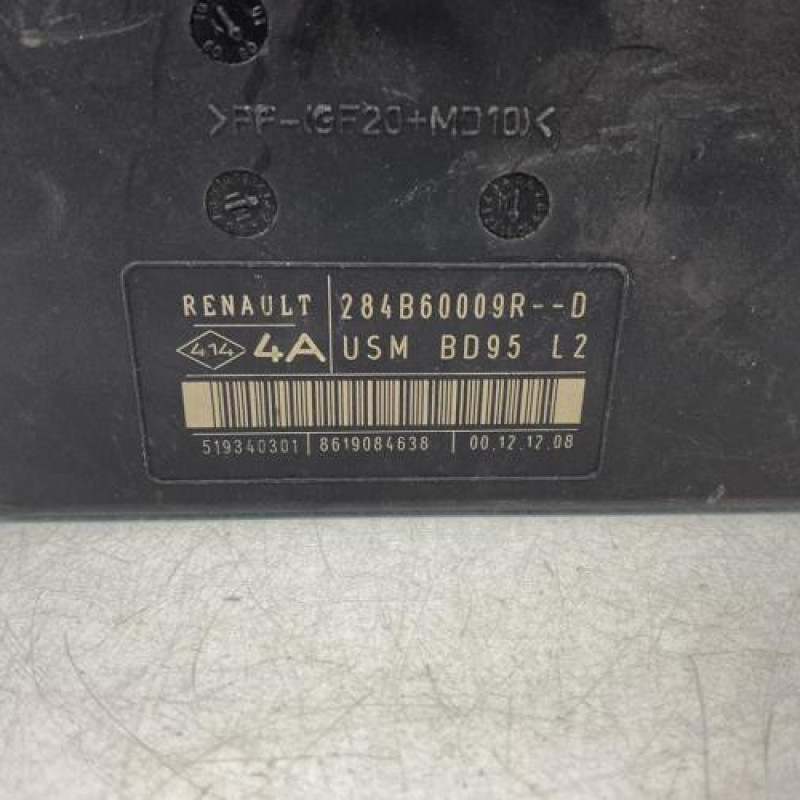 >PP-(GF20+MD10)<
RENAULT 284B60009R--D
414 4A USM BD95 L2
519340301 8619084638 00.12.12.08